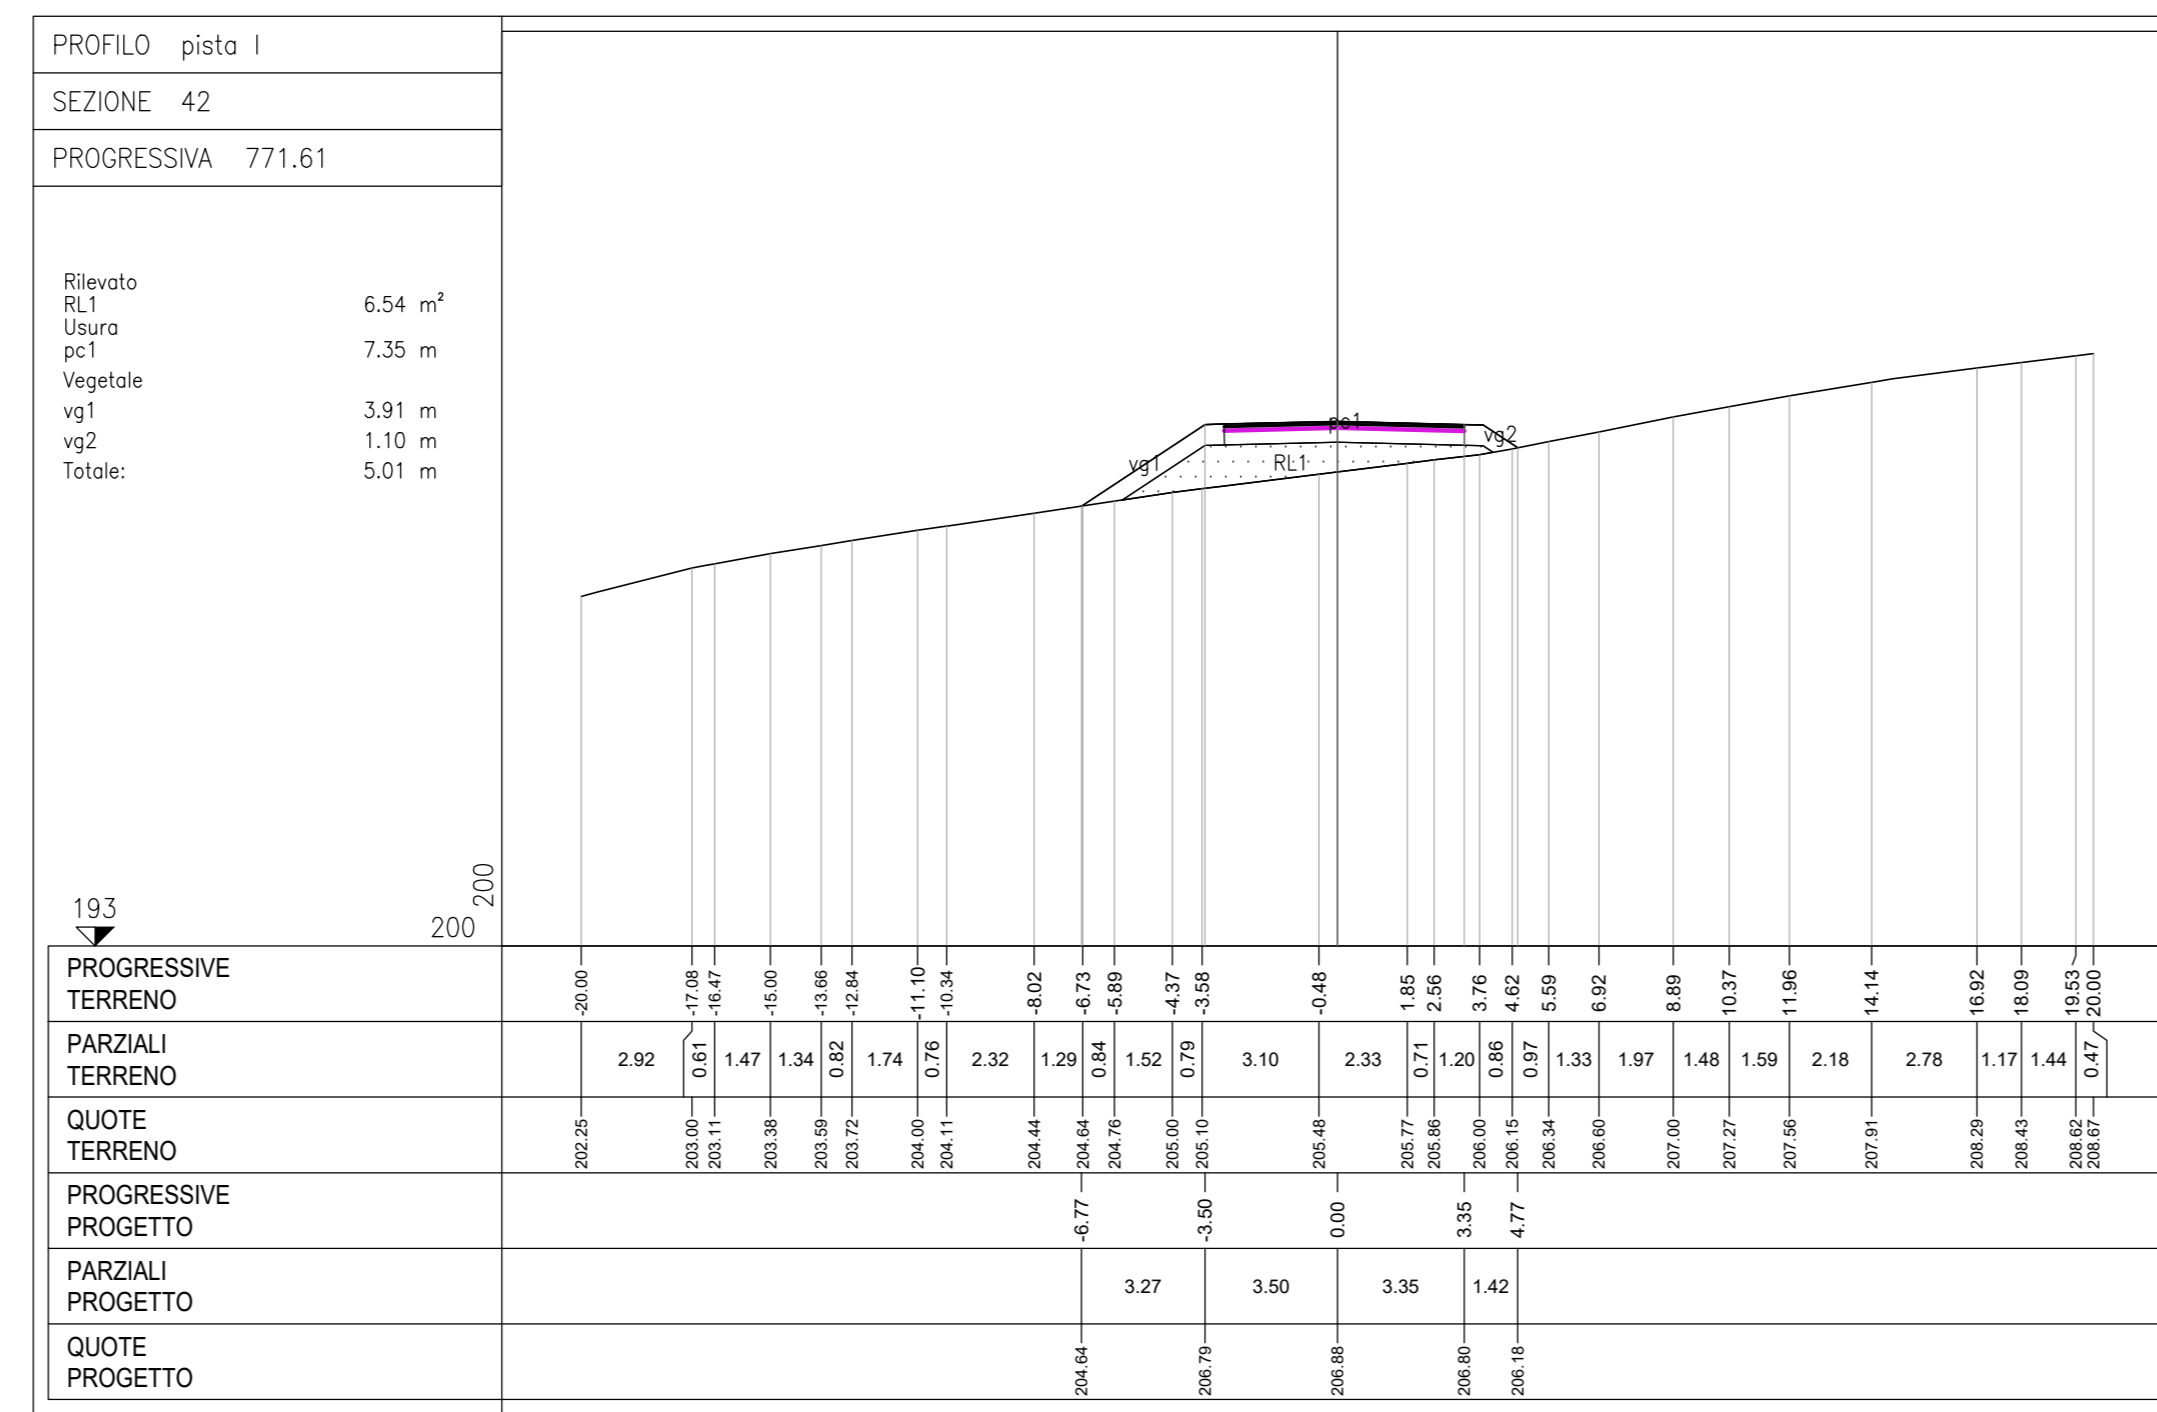 PROFILO pista I
SEZIONE 42
PROGRESSIVA 771.61
Rilevato
RL1 6.54 m²
Usura
pc1 7.35 m
Vegetale
vg1 3.91 m
vg2 1.10 m
Totale: 5.01 m
pc1
vg2
vg1
RL1
200
193
200
PROGRESSIVE
TERRENO
-20.00 -17.08 -16.47 -15.00 -13.66 -12.84 -11.10 -10.34 -8.02 -6.73 -5.89 -4.37 -3.58 -0.48 1.85 2.56 3.76 4.62 5.59 6.92 8.89 10.37 11.96 14.14 16.92 18.09 19.53 20.00
PARZIALI
TERRENO
2.92 0.61 1.47 1.34 0.82 1.74 0.76 2.32 1.29 0.84 1.52 0.79 3.10 2.33 0.71 1.20 0.86 0.97 1.33 1.97 1.48 1.59 2.18 2.78 1.17 1.44 0.47
QUOTE
TERRENO
202.25 203.00 203.11 203.38 203.59 203.72 204.00 204.11 204.44 204.64 204.76 205.00 205.10 205.48 205.77 205.86 206.00 206.15 206.34 206.60 207.00 207.27 207.56 207.91 208.29 208.43 208.62 208.67
PROGRESSIVE
PROGETTO
-6.77 -3.50 0.00 3.35 4.77
PARZIALI
PROGETTO
3.27 3.50 3.35 1.42
QUOTE
PROGETTO
204.64 206.79 206.88 206.80 206.18